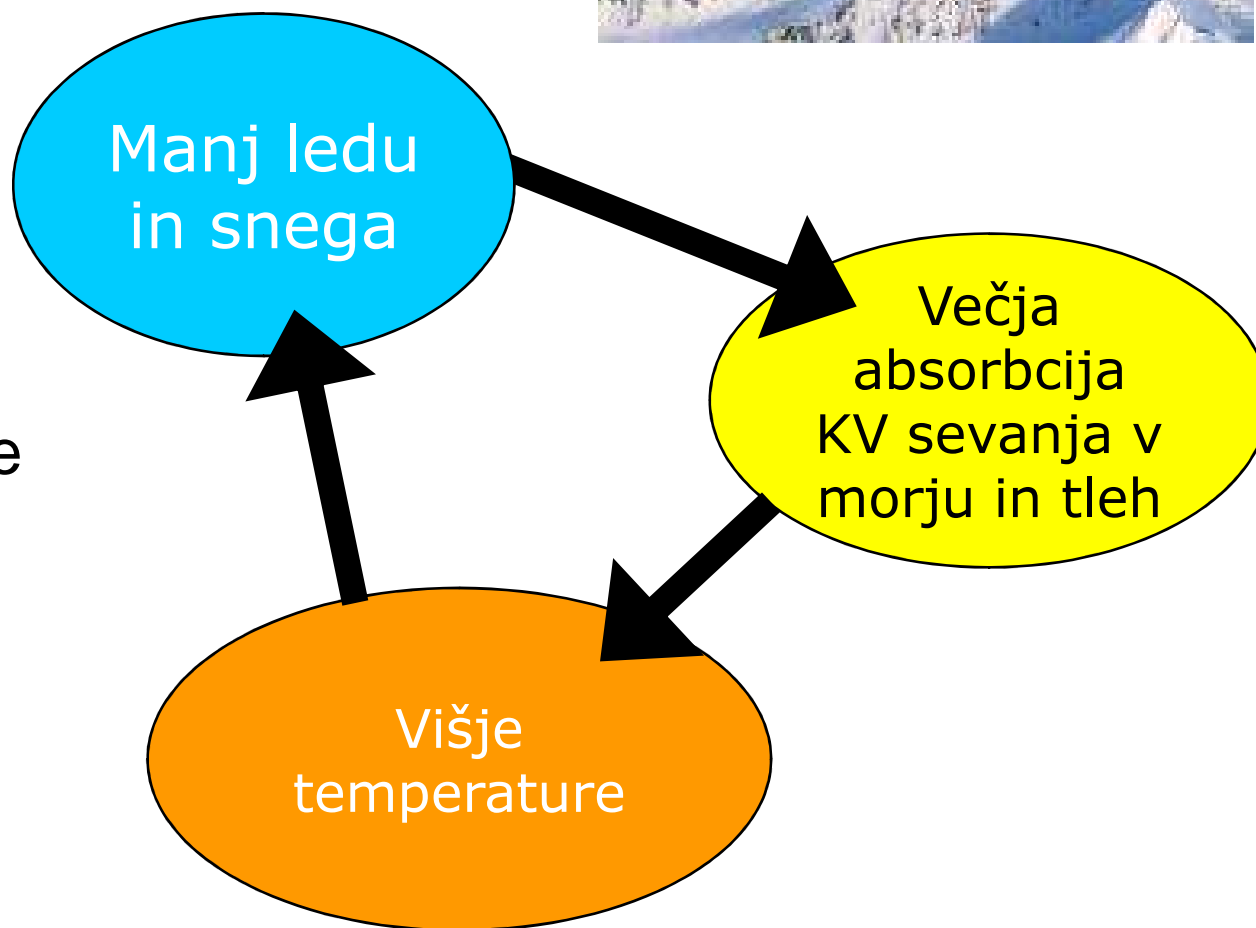 Manj ledu
in snega
Večja
absorbcija
KV sevanja v
morju in tleh
e
Višje
temperature